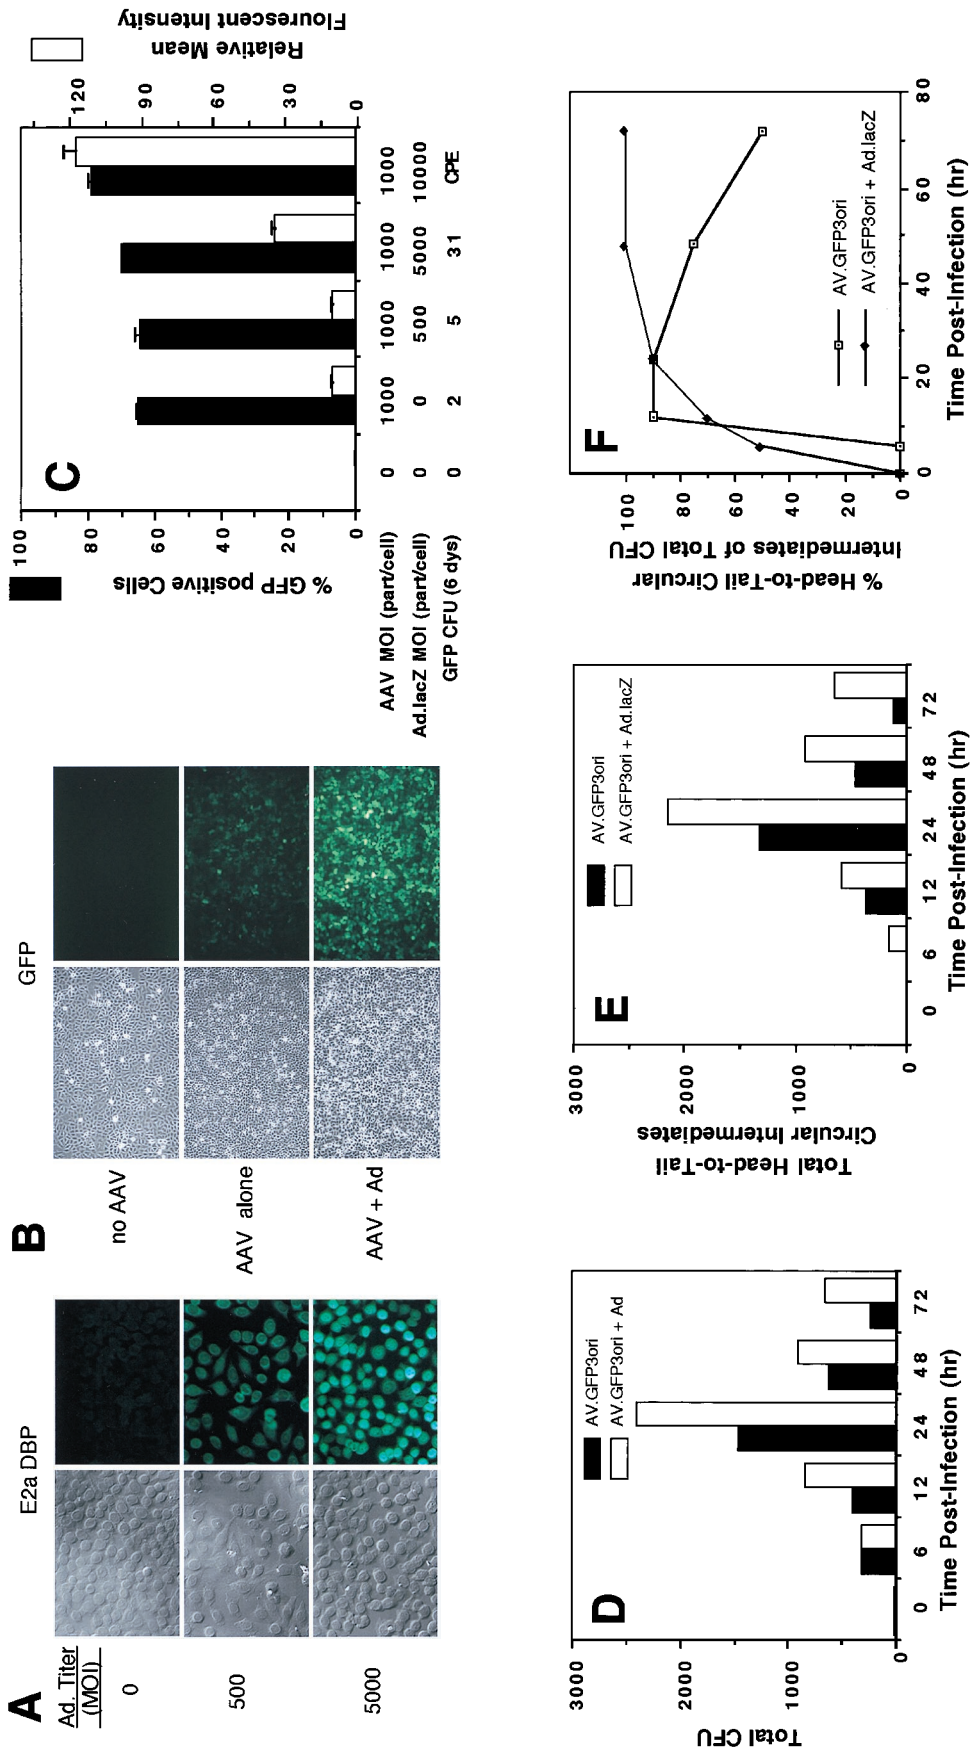 A
E2a DBP
Ad. Titer
(MOI)
0
500
5000
B
GFP
no AAV
AAV alone
AAV + Ad
C
% GFP positive Cells
100
80
60
40
20
0
Relative Mean
Flourescent Intensity
120
90
60
30
0
AAV MOI (part/cell) 0 1000 1000 1000 1000
Ad.lacZ MOI (part/cell) 0 0 500 5000 10000
GFP CFU (6 dys) 0 2 5 31 CPE
D
Total CFU
3000
2000
1000
0
AV.GFP3ori
AV.GFP3ori + Ad
0 6 12 24 48 72
Time Post-Infection (hr)
E
Total Head-to-Tail
Circular Intermediates
3000
2000
1000
0
AV.GFP3ori
AV.GFP3ori + Ad.lacZ
0 6 12 24 48 72
Time Post-Infection (hr)
F
% Head-to-Tail Circular
Intermediates of Total CFU
100
80
60
40
20
0
AV.GFP3ori
AV.GFP3ori + Ad.lacZ
0 20 40 60 80
Time Post-Infection (hr)